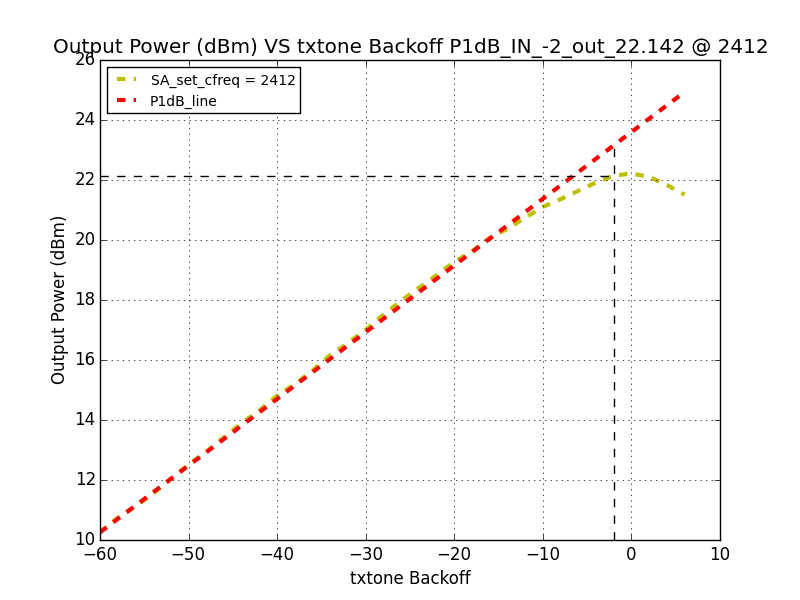 Output Power (dBm) VS txtone Backoff P1dB_IN_-2_out_22.142 @ 2412
SA_set_cfreq = 2412
P1dB_line
Output Power (dBm)
26
24
22
20
18
16
14
12
10
−60 −50 −40 −30 −20 −10 0 10
txtone Backoff